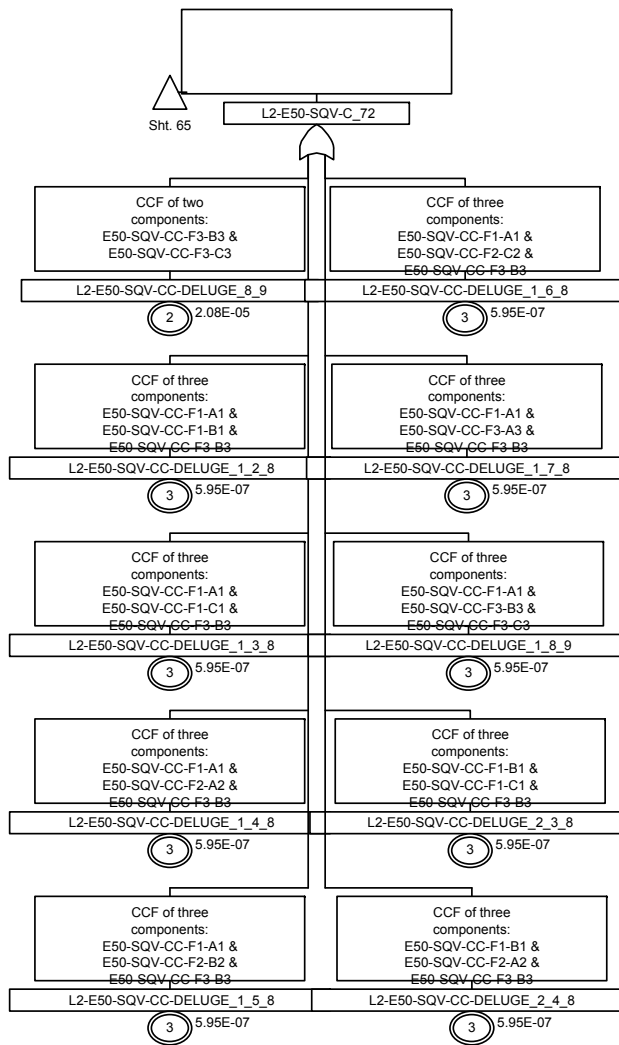 Sht. 65
L2-E50-SQV-C_72
CCF of two
components:
E50-SQV-CC-F3-B3 &
E50-SQV-CC-F3-C3
L2-E50-SQV-CC-DELUGE_8_9
2
2.08E-05
CCF of three
components:
E50-SQV-CC-F1-A1 &
E50-SQV-CC-F2-C2 &
E50-SQV-CC-F3-B3
L2-E50-SQV-CC-DELUGE_1_6_8
3
5.95E-07
CCF of three
components:
E50-SQV-CC-F1-A1 &
E50-SQV-CC-F1-B1 &
E50-SQV-CC-F3-B3
L2-E50-SQV-CC-DELUGE_1_2_8
3
5.95E-07
CCF of three
components:
E50-SQV-CC-F1-A1 &
E50-SQV-CC-F3-A3 &
E50-SQV-CC-F3-B3
L2-E50-SQV-CC-DELUGE_1_7_8
3
5.95E-07
CCF of three
components:
E50-SQV-CC-F1-A1 &
E50-SQV-CC-F1-C1 &
E50-SQV-CC-F3-B3
L2-E50-SQV-CC-DELUGE_1_3_8
3
5.95E-07
CCF of three
components:
E50-SQV-CC-F1-A1 &
E50-SQV-CC-F3-B3 &
E50-SQV-CC-F3-C3
L2-E50-SQV-CC-DELUGE_1_8_9
3
5.95E-07
CCF of three
components:
E50-SQV-CC-F1-A1 &
E50-SQV-CC-F2-A2 &
E50-SQV-CC-F3-B3
L2-E50-SQV-CC-DELUGE_1_4_8
3
5.95E-07
CCF of three
components:
E50-SQV-CC-F1-B1 &
E50-SQV-CC-F1-C1 &
E50-SQV-CC-F3-B3
L2-E50-SQV-CC-DELUGE_2_3_8
3
5.95E-07
CCF of three
components:
E50-SQV-CC-F1-A1 &
E50-SQV-CC-F2-B2 &
E50-SQV-CC-F3-B3
L2-E50-SQV-CC-DELUGE_1_5_8
3
5.95E-07
CCF of three
components:
E50-SQV-CC-F1-B1 &
E50-SQV-CC-F2-A2 &
E50-SQV-CC-F3-B3
L2-E50-SQV-CC-DELUGE_2_4_8
3
5.95E-07